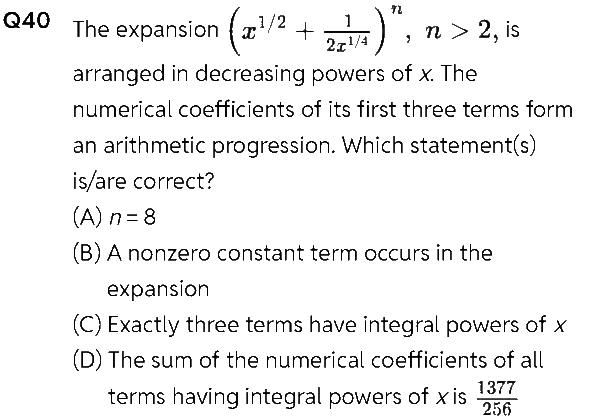 Q40 The expansion (x^{1/2} + \frac{1}{2x^{1/4}})^n, n > 2, is
arranged in decreasing powers of x. The
numerical coefficients of its first three terms form
an arithmetic progression. Which statement(s)
is/are correct?
(A) n = 8
(B) A nonzero constant term occurs in the
expansion
(C) Exactly three terms have integral powers of x
(D) The sum of the numerical coefficients of all
terms having integral powers of x is \frac{1377}{256}